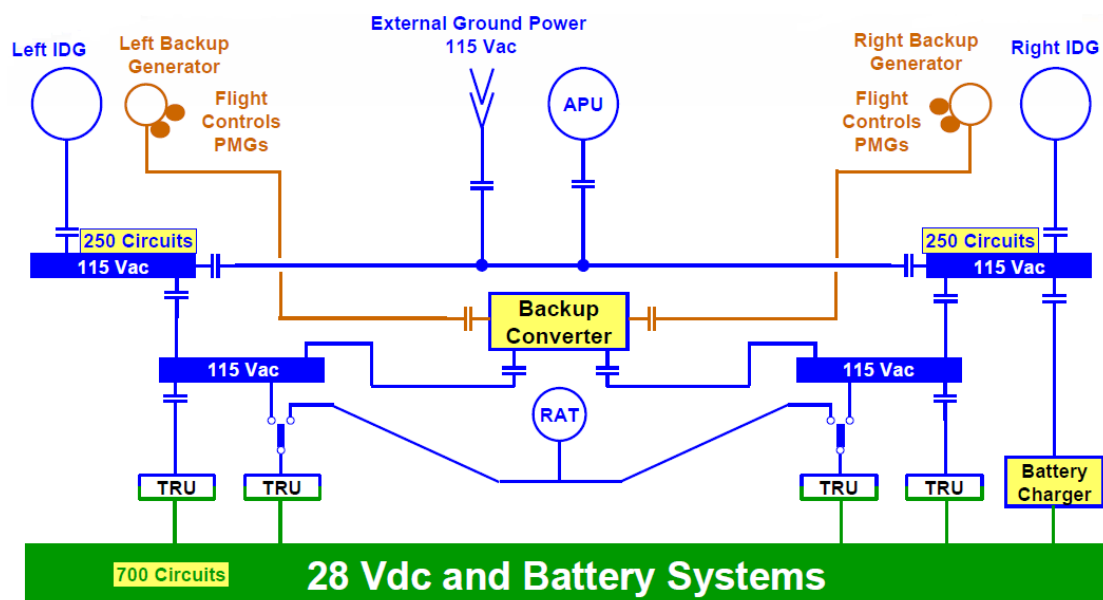 External Ground Power
115 Vac
Left IDG
Left Backup
Generator
Right Backup
Generator
Right IDG
Flight
Controls
PMGs
APU
Flight
Controls
PMGs
250 Circuits
115 Vac
250 Circuits
115 Vac
Backup
Converter
115 Vac
115 Vac
RAT
TRU
TRU
TRU
TRU
Battery
Charger
700 Circuits
28 Vdc and Battery Systems